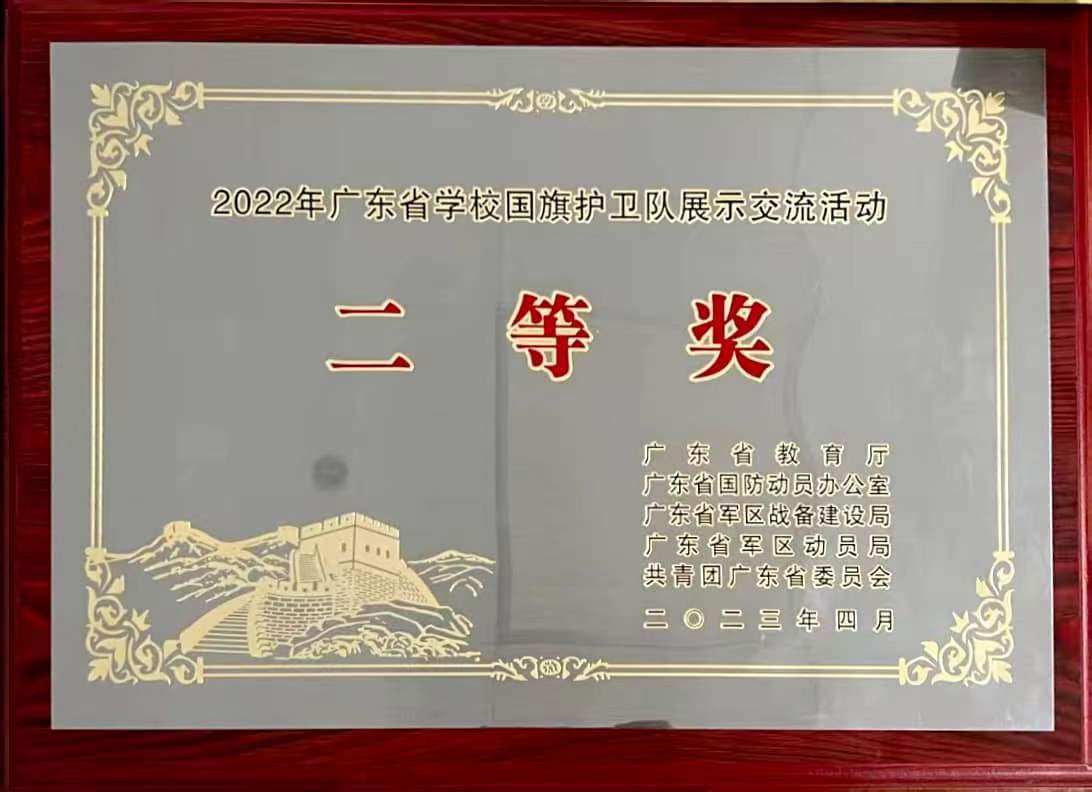 2022年广东省学校国旗护卫队展示交流活动
二等奖
广东省教育厅
广东省国防动员办公室
广东省军区战备建设局
广东省军区动员局
共青团广东省委员会
二〇二三年四月